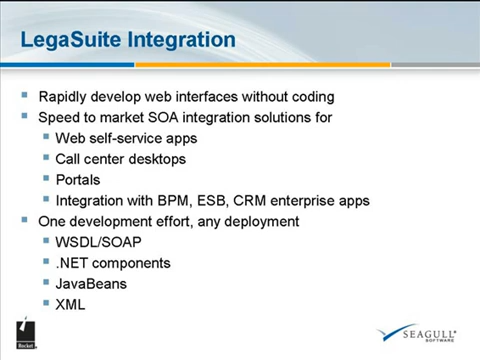 LegaSuite Integration
Rapidly develop web interfaces without coding
Speed to market SOA integration solutions for
Web self-service apps
Call center desktops
Portals
Integration with BPM, ESB, CRM enterprise apps
One development effort, any deployment
WSDL/SOAP
.NET components
JavaBeans
XML
Rocket
SEAGULL
SOFTWARE